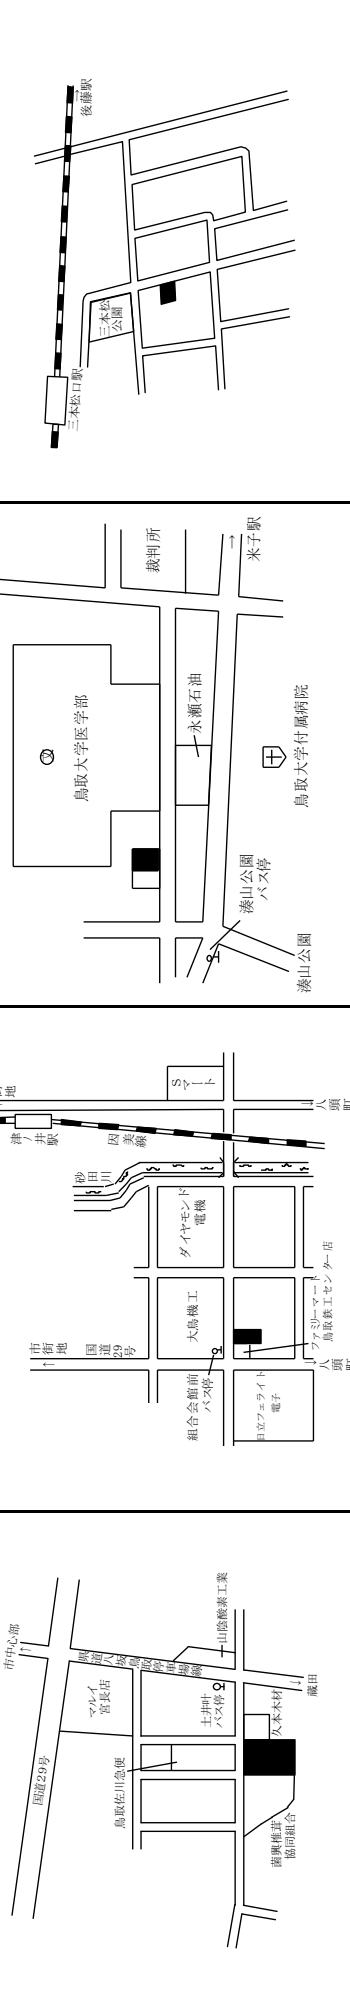 後藤駅
三本松
公園
三本松口駅
裁判所
米子駅
永瀬石油
鳥取大学医学部
鳥取大学付属病院
湊山公園
バス停
湊山公園
地
Sマート
八頭町
津ノ井駅
因美線
砂田川
ダイヤモンド
電機
大鳥機工
市街地
国道29号
組合会館前
バス停
ファミリーマート
鳥取鉄工センター店
日立フェライト
電子
八頭町
市中心部
国道29号
県道八坂鳥取停車場線
マルイ
宮長店
山陰酸素工業
土井叶
バス停
蔵田
鳥取佐川急便
久本木材
菌興椎茸
協同組合